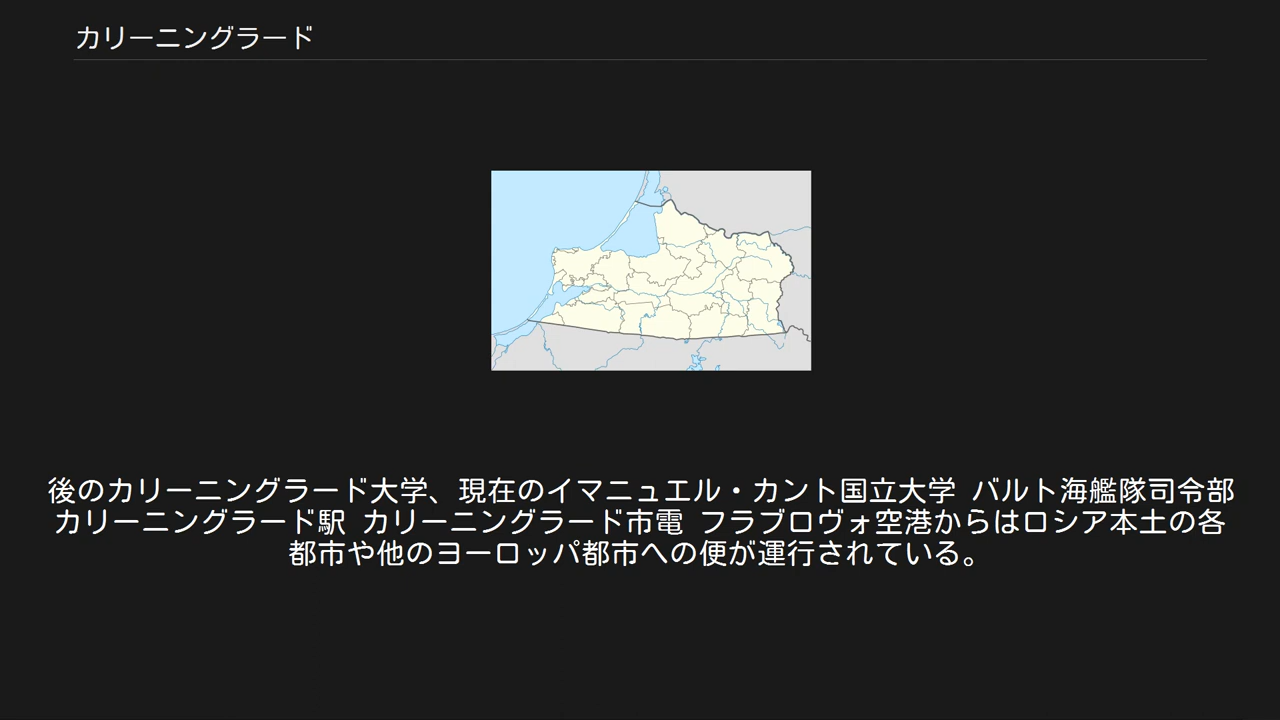 カリーニングラード
後のカリーニングラード大学、現在のイマニュエル・カント国立大学 バルト海艦隊司令部
カリーニングラード駅 カリーニングラード市電 フラブロヴォ空港からはロシア本土の各
都市や他のヨーロッパ都市への便が運行されている。